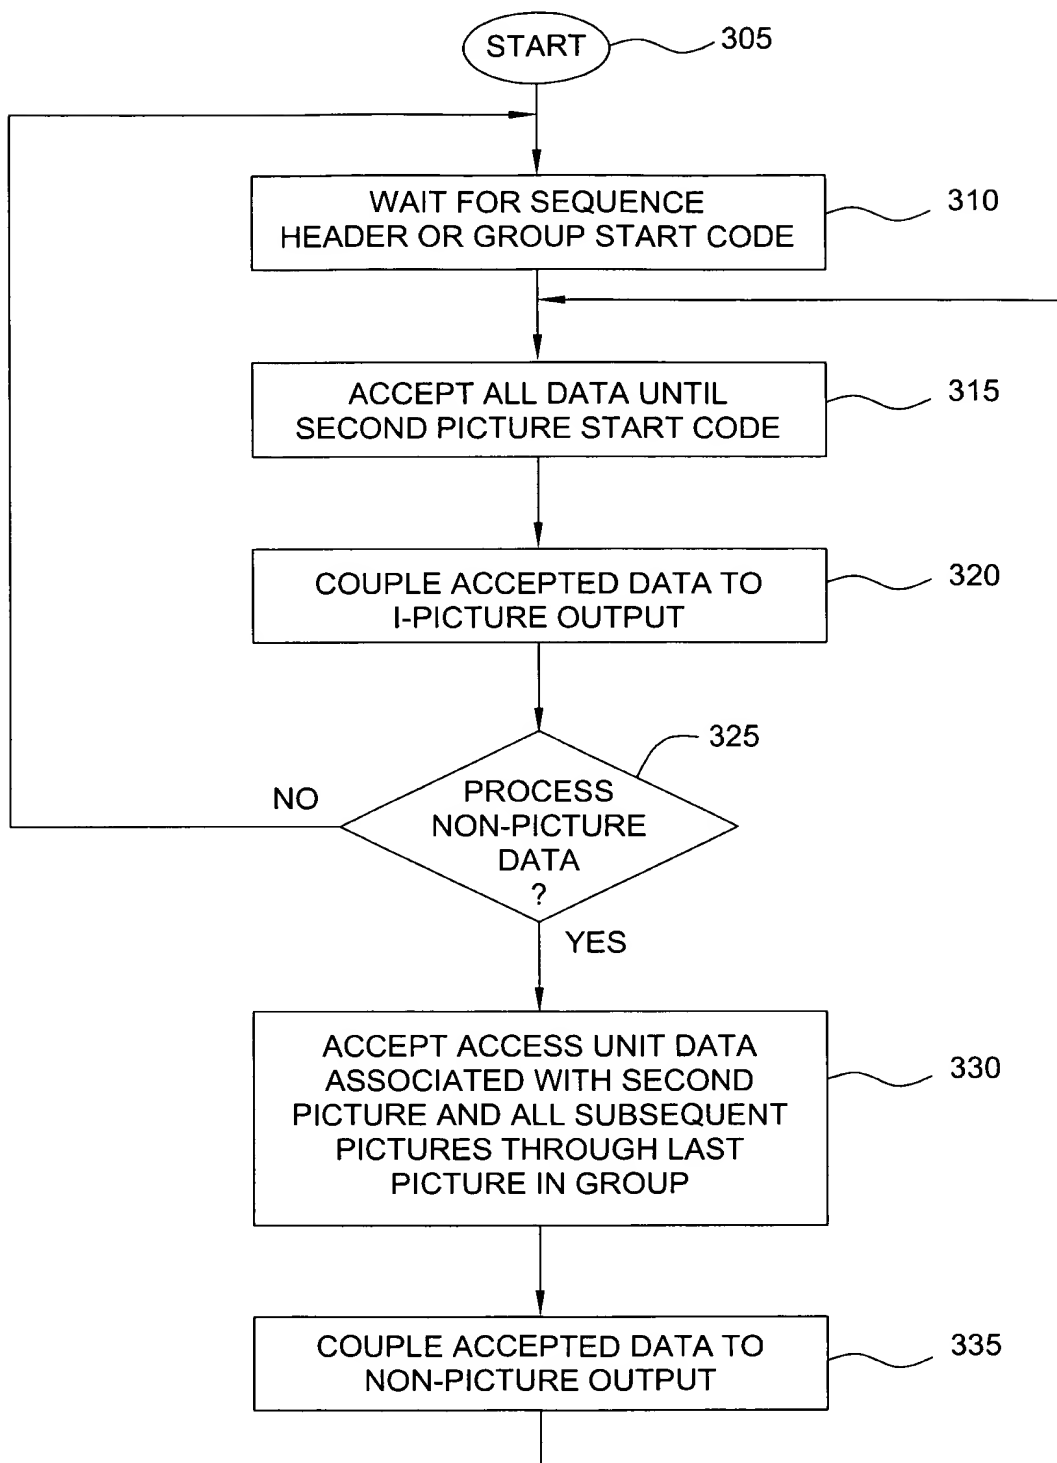 START
305
WAIT FOR SEQUENCE
HEADER OR GROUP START CODE
310
ACCEPT ALL DATA UNTIL
SECOND PICTURE START CODE
315
COUPLE ACCEPTED DATA TO
I-PICTURE OUTPUT
320
325
PROCESS
NON-PICTURE
DATA
?
NO
YES
ACCEPT ACCESS UNIT DATA
ASSOCIATED WITH SECOND
PICTURE AND ALL SUBSEQUENT
PICTURES THROUGH LAST
PICTURE IN GROUP
330
COUPLE ACCEPTED DATA TO
NON-PICTURE OUTPUT
335